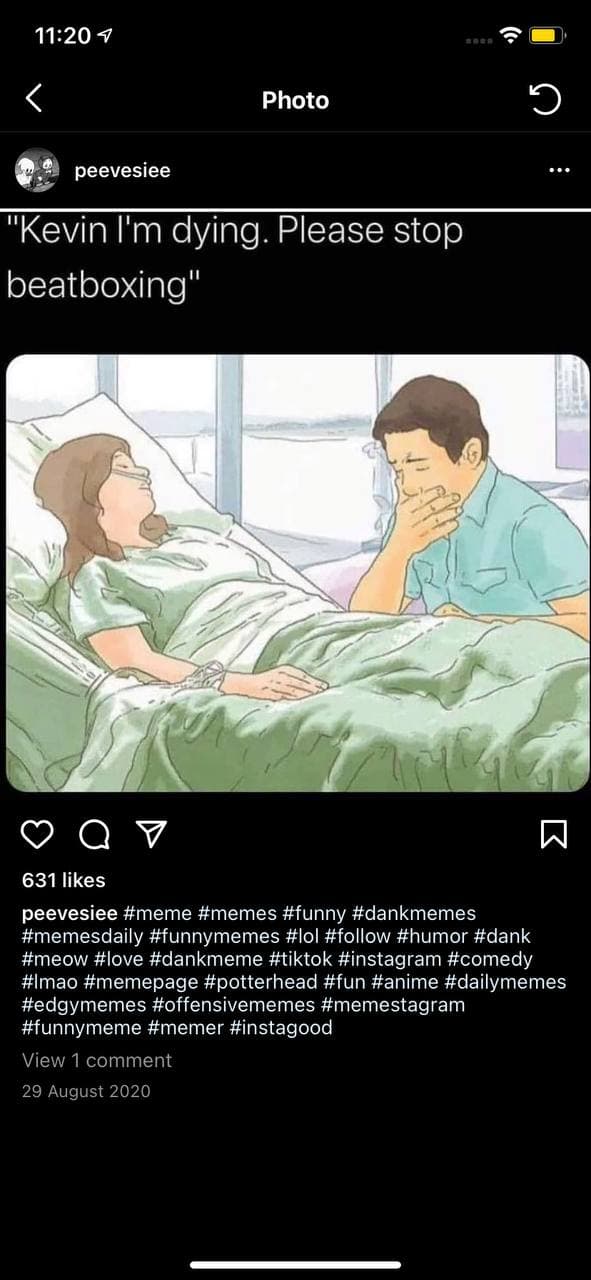 11:20
Photo
peevesiee
"Kevin I'm dying. Please stop
beatboxing"
631 likes
peevesiee #meme #memes #funny #dankmemes
#memesdaily #funnymemes #lol #follow #humor #dank
#meow #love #dankmeme #tiktok #instagram #comedy
#lmao #memepage #potterhead #fun #anime #dailymemes
#edgymemes #offensivememes #memestagram
#funnymeme #memer #instagood
View 1 comment
29 August 2020